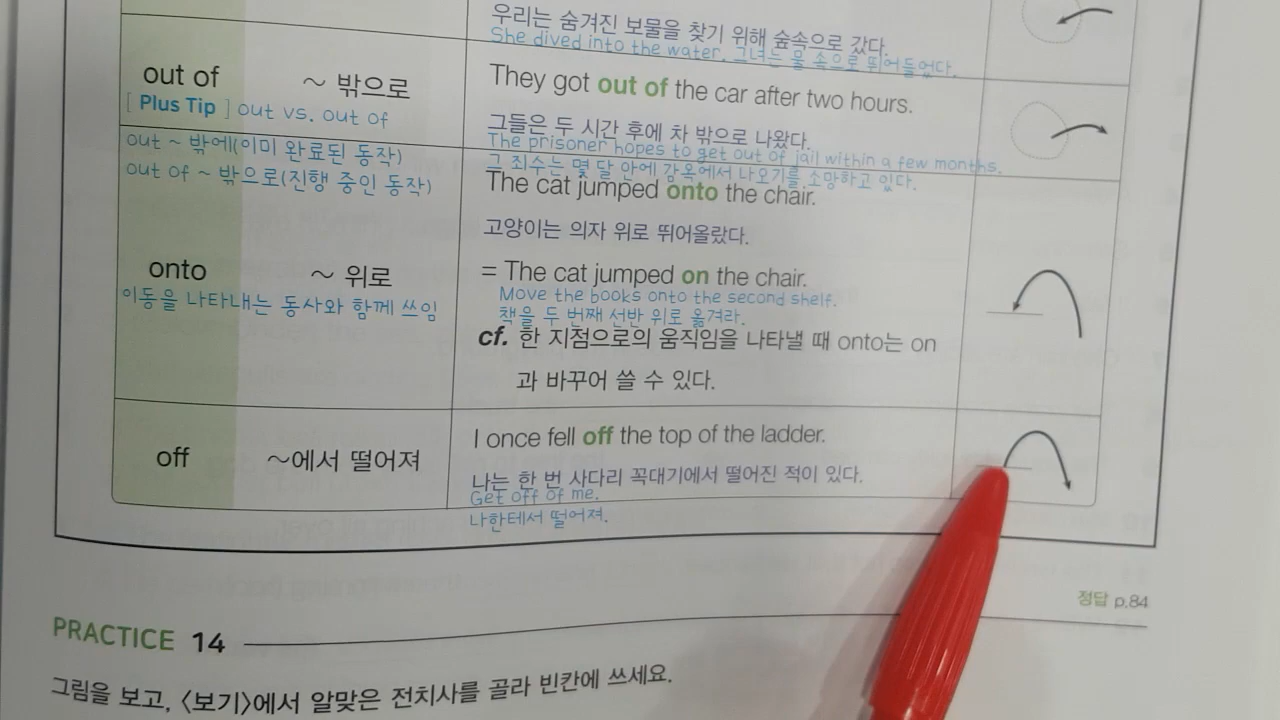 우리는 숨겨진 보물을 찾기 위해 숲속으로 갔다.
She dived into the water. 그녀는 물 속으로 뛰어들었다.
out of ~ 밖으로
They got out of the car after two hours.
[ Plus Tip ] out vs. out of
그들은 두 시간 후에 차 밖으로 나왔다.
The prisoner hopes to get out of jail within a few months.
out ~ 밖에(이미 완료된 동작)
그 죄수는 몇 달 안에 감옥에서 나오기를 소망하고 있다.
out of ~ 밖으로(진행 중인 동작)
The cat jumped onto the chair.
고양이는 의자 위로 뛰어올랐다.
onto ~ 위로
= The cat jumped on the chair.
이동을 나타내는 동사와 함께 쓰임
Move the books onto the second shelf.
책을 두 번째 선반 위로 옮겨라.
cf. 한 지점으로의 움직임을 나타낼 때 onto는 on
과 바꾸어 쓸 수 있다.
off ~에서 떨어져
I once fell off the top of the ladder.
나는 한 번 사다리 꼭대기에서 떨어진 적이 있다.
Get off of me.
나한테서 떨어져.
정답 p.84
PRACTICE 14
그림을 보고, 〈보기〉에서 알맞은 전치사를 골라 빈칸에 쓰세요.